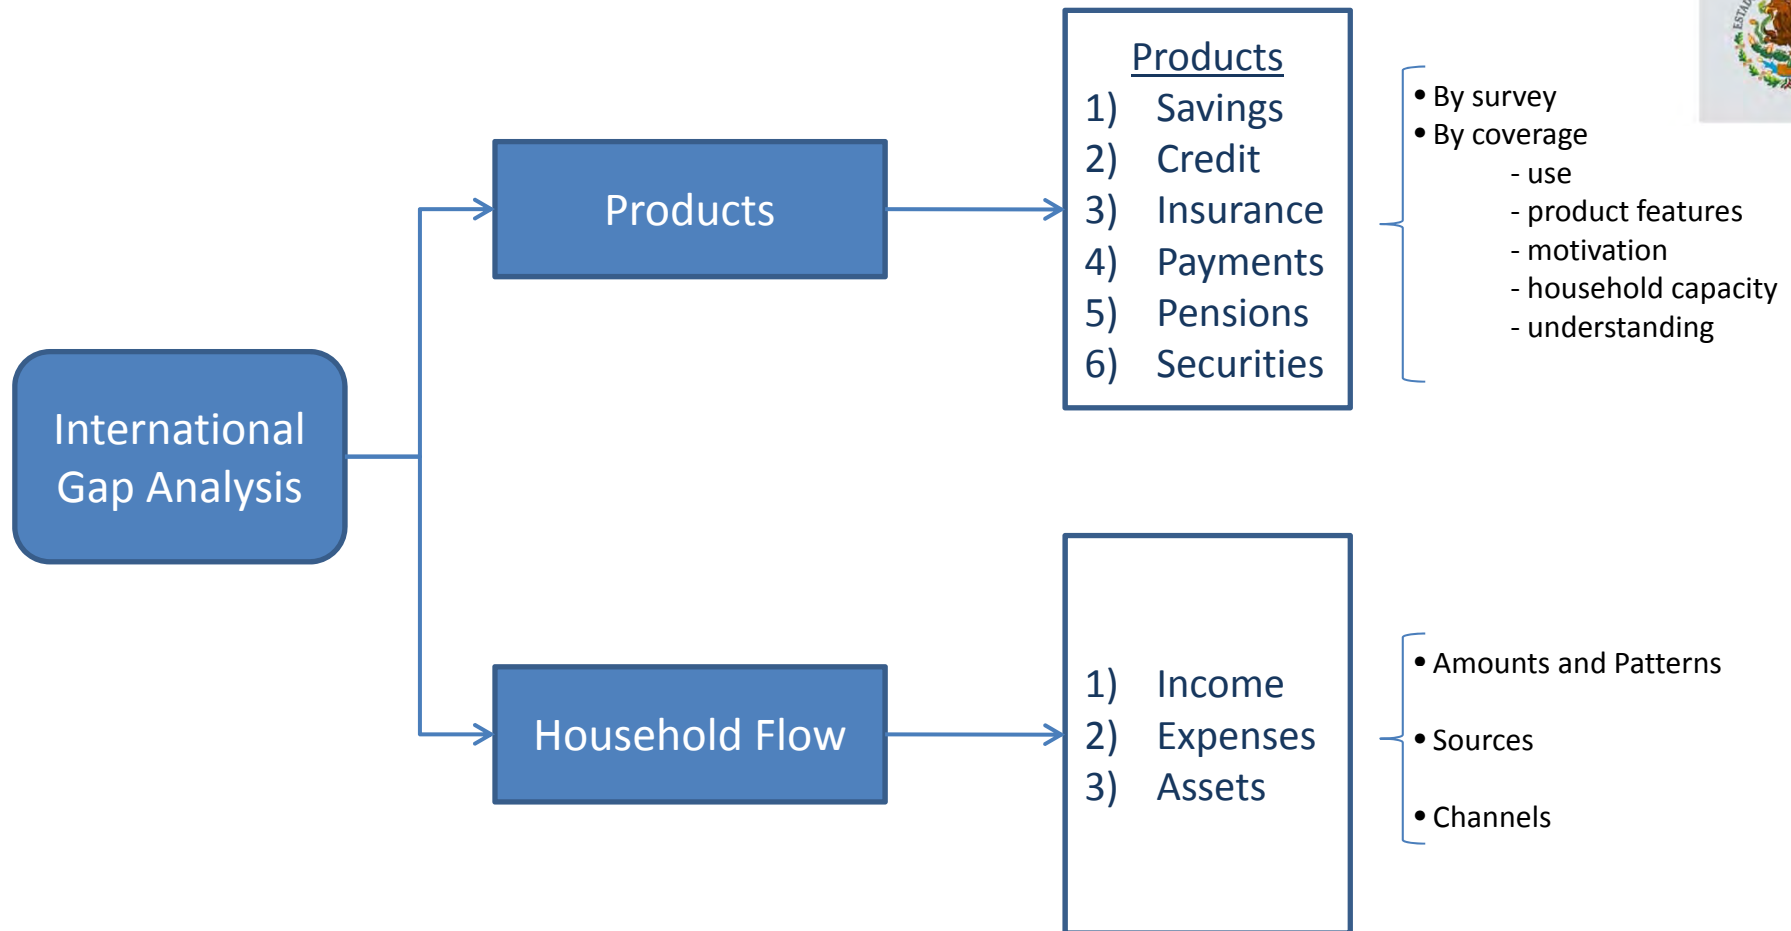 International
Gap Analysis
Products
Products
1) Savings
2) Credit
3) Insurance
4) Payments
5) Pensions
6) Securities
• By survey
• By coverage
- use
- product features
- motivation
- household capacity
- understanding
Household Flow
1) Income
2) Expenses
3) Assets
• Amounts and Patterns
• Sources
• Channels